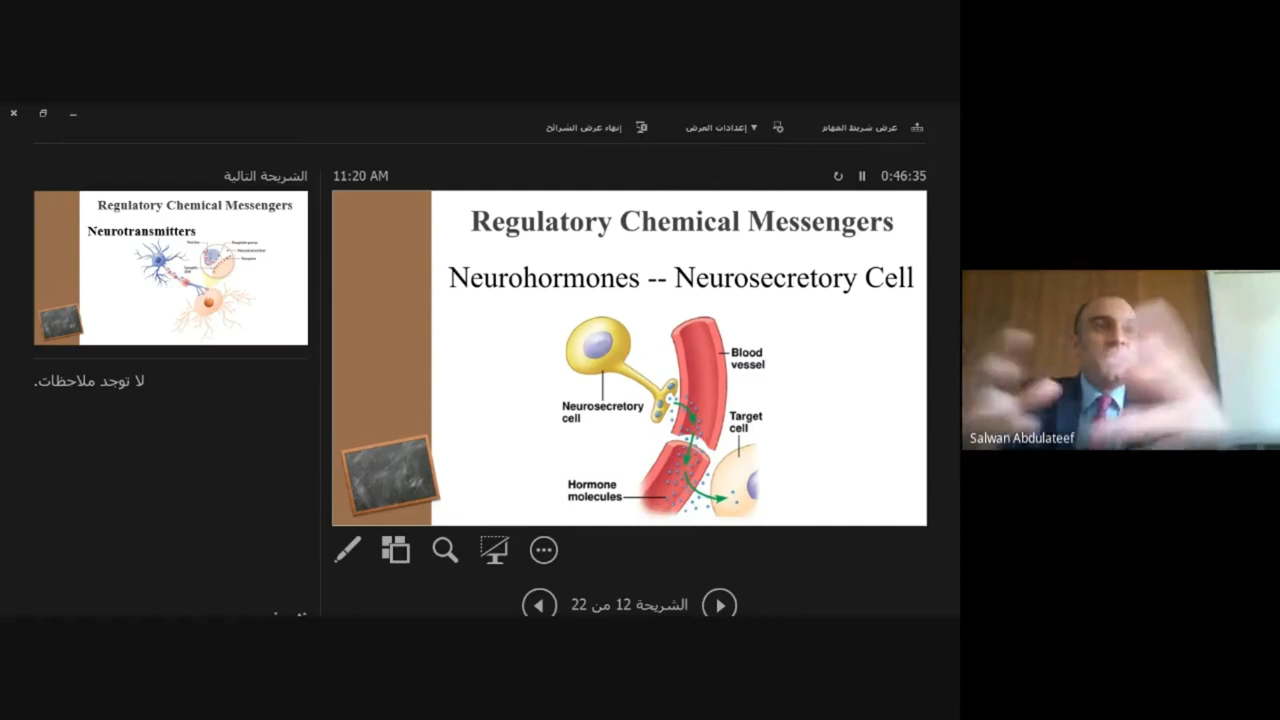 عرض شريط المهام
إعدادات العرض
إنهاء عرض الشرائح
الشريحة التالية
11:20 AM
0:46:35
Regulatory Chemical Messengers
Neurotransmitters
لا توجد ملاحظات.
Regulatory Chemical Messengers
Neurohormones -- Neurosecretory Cell
Blood
vessel
Neurosecretory
cell
Target
cell
Hormone
molecules
الشريحة 12 من 22
Salwan Abdulateef